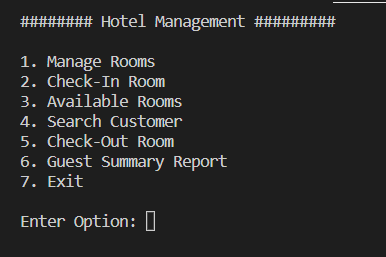 ######## Hotel Management #########
1. Manage Rooms
2. Check-In Room
3. Available Rooms
4. Search Customer
5. Check-Out Room
6. Guest Summary Report
7. Exit
Enter Option: